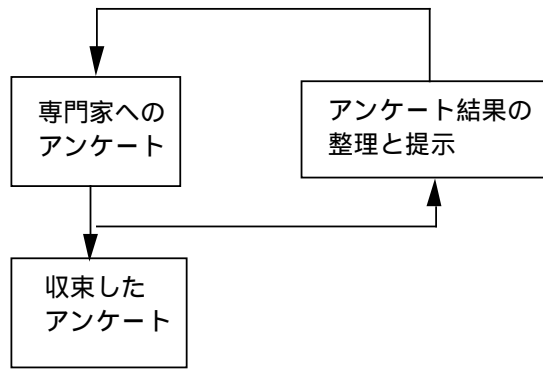 専門家への
アンケート
アンケート結果の
整理と提示
収束した
アンケート